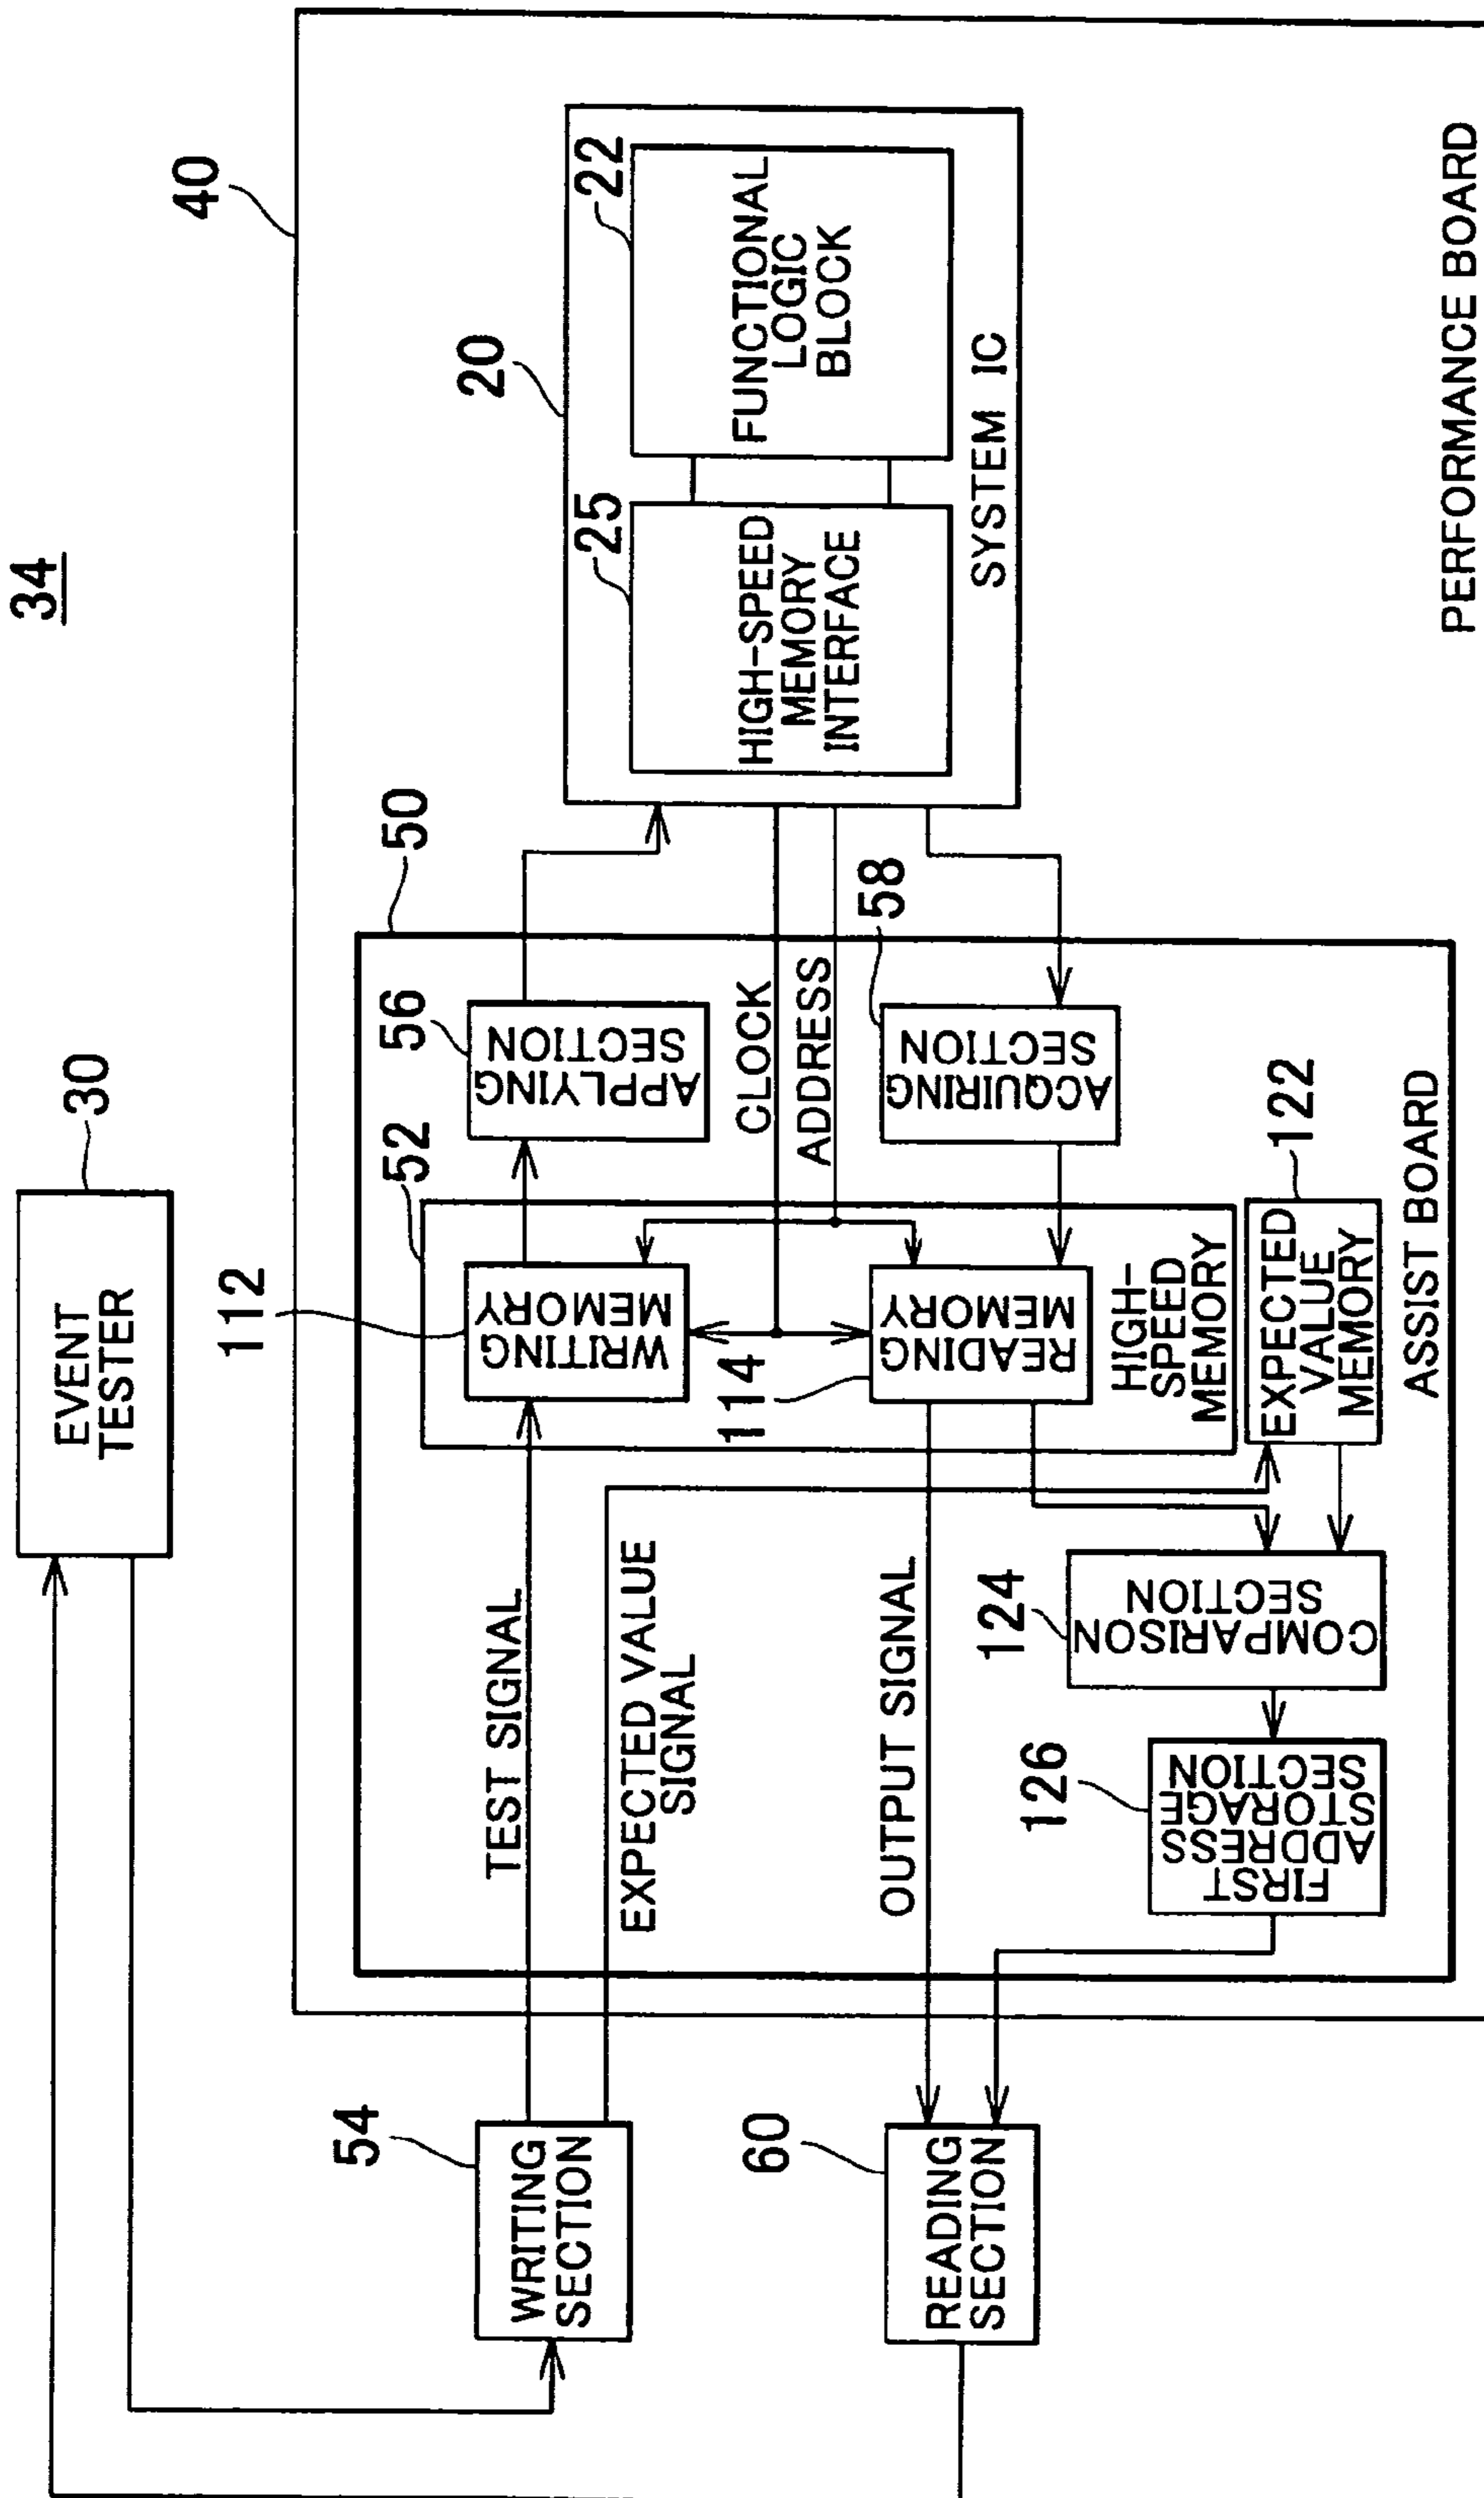 34
30
EVENT
TESTER
40
54
WRITING
SECTION
60
READING
SECTION
TEST SIGNAL
EXPECTED VALUE
SIGNAL
OUTPUT SIGNAL
50
52
112
WRITING
MEMORY
114
READING
MEMORY
HIGH-
SPEED
MEMORY
56
APPLYING
SECTION
CLOCK
ADDRESS
58
ACQUIRING
SECTION
122
EXPECTED
VALUE
MEMORY
124
COMPARISON
SECTION
126
FIRST
ADDRESS
STORAGE
SECTION
ASSIST BOARD
20
25
HIGH-SPEED
MEMORY
INTERFACE
22
FUNCTIONAL
LOGIC
BLOCK
SYSTEM IC
PERFORMANCE BOARD